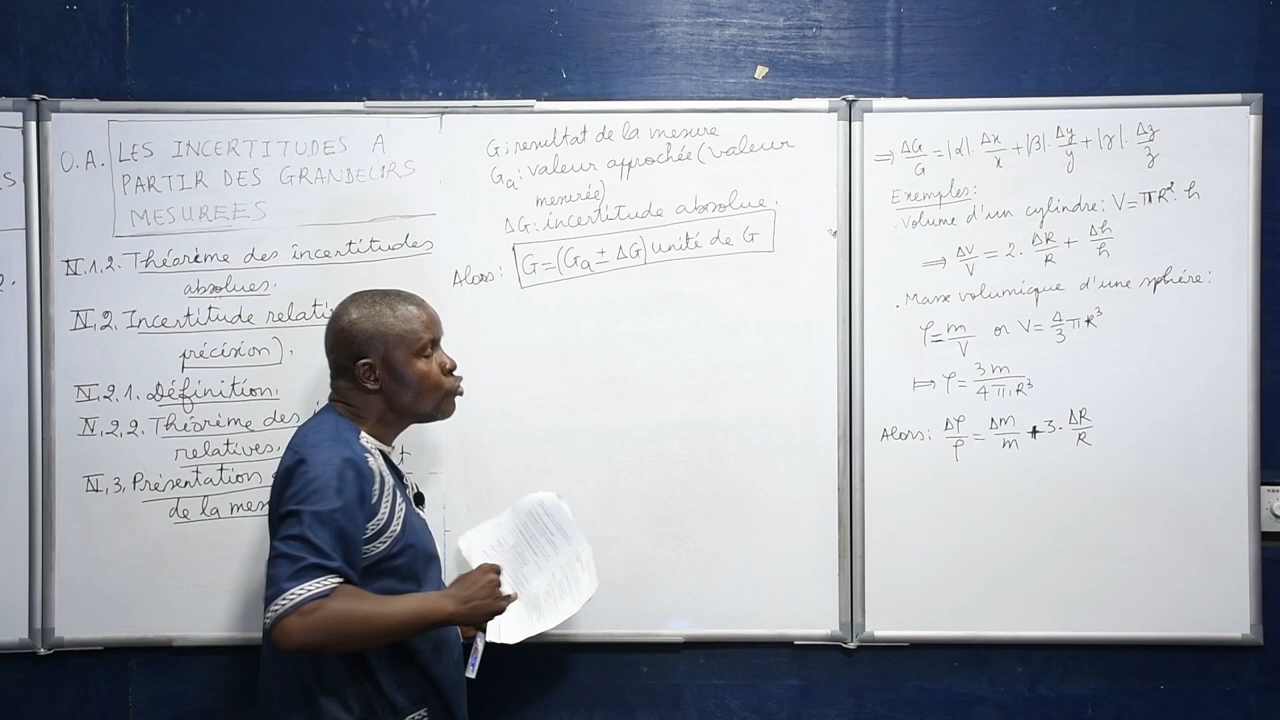 S
2.
O.A. LES INCERTITUDES A
PARTIR DES GRANDEURS
MESUREES
IV.1.2. Théorème des incertitudes
absolues.
IV.2. Incertitude relati
précision).
IV.2.1. Définition.
IV.2.2. Théorème des i
relatives.
IV.3. Présentation
de la mes
t
G: resultat de la mesure
Ga: valeur approchée (valeur
mesurée)
ΔG: incertitude absolue.
Alors: G=(Ga ± ΔG) unité de G
⇒ ΔG/G = |α|. Δx/x + |β|. Δy/y + |γ|. Δz/z
Exemples:
. Volume d'un cylindre: V=πR². h
⇒ ΔV/V = 2. ΔR/R + Δh/h
. Masse volumique d'une sphère:
ρ = m/V or V= 4/3 πR³
⟹ ρ = 3m/4π.R³
Alors: Δρ/ρ = Δm/m + 3. ΔR/R